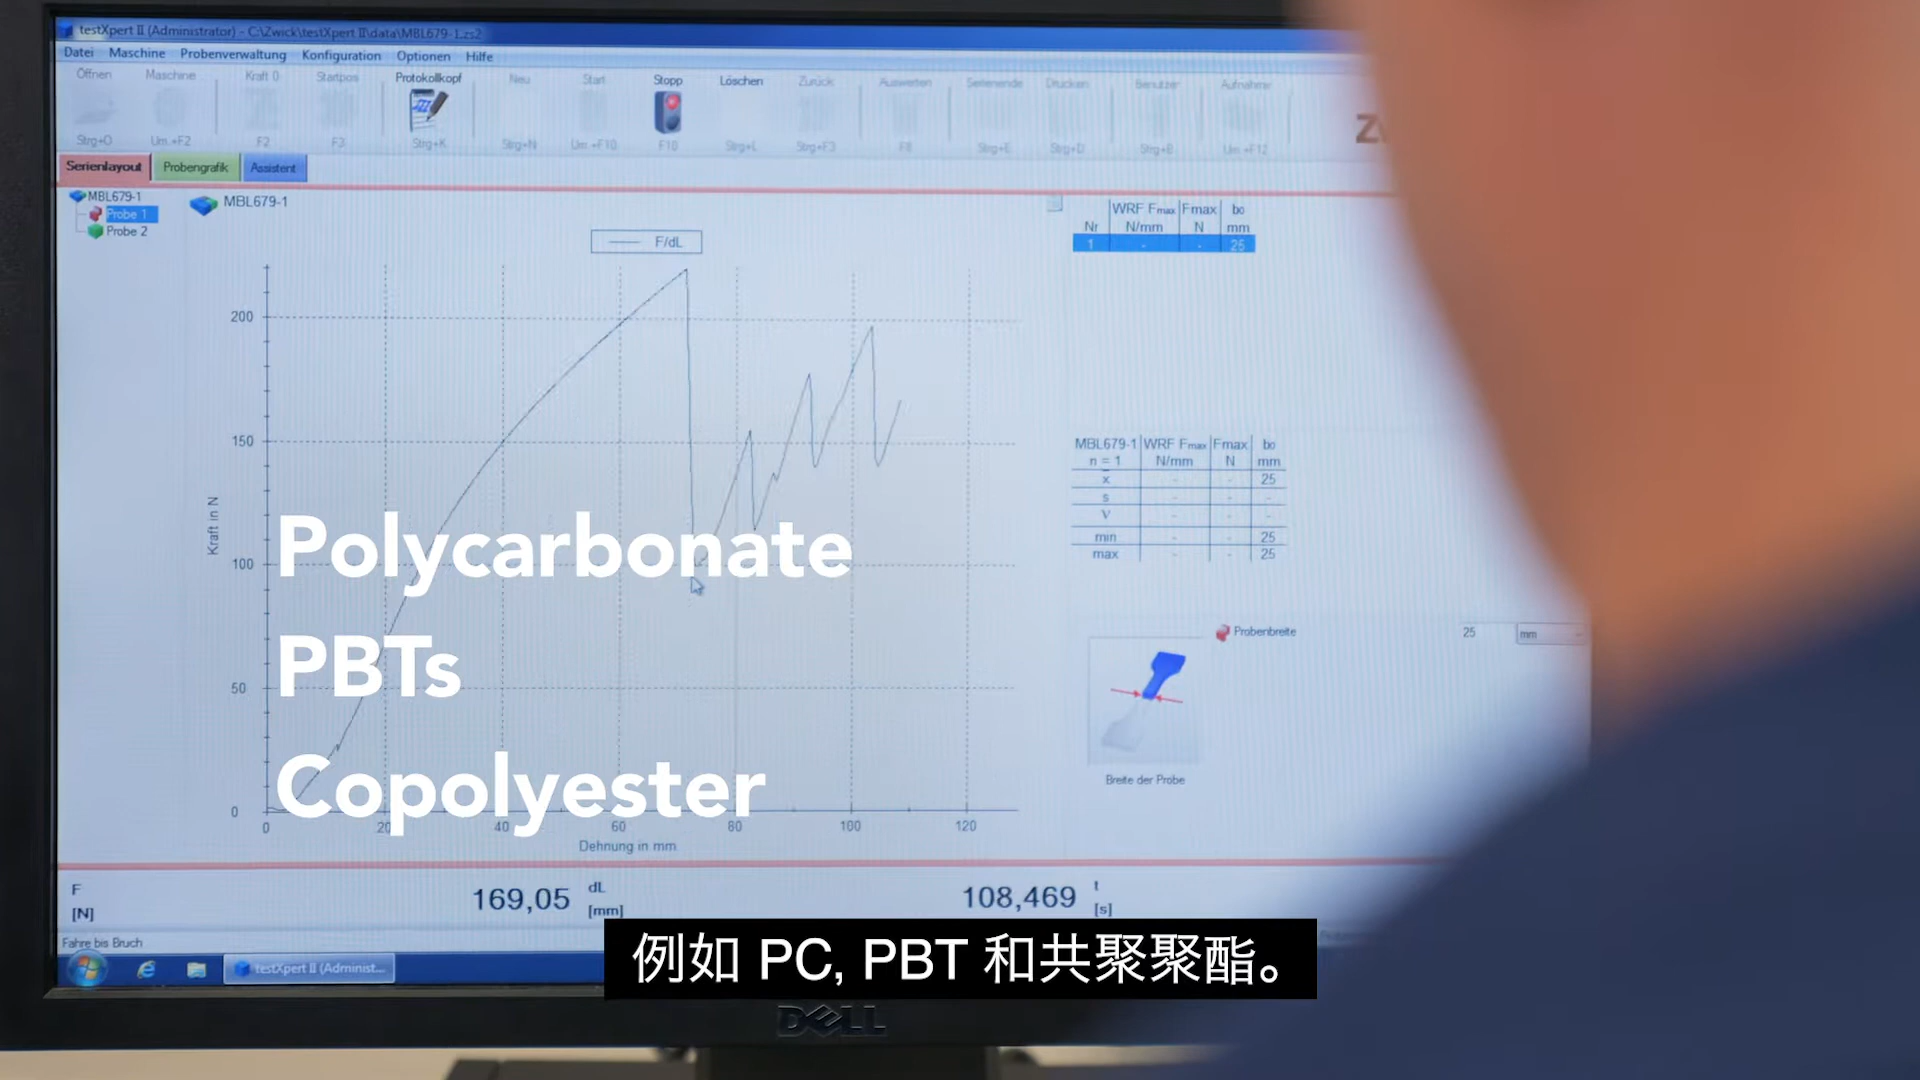 testXpert II (Administrator) - C:\Zwick\testXpert II\data\MBL679-1.zs2
Datei Maschine Probenverwaltung Konfiguration Optionen Hilfe
Öffnen Maschine Kraft 0 Startpos Protokollkopf Neu Start Stopp Löschen Zurück Auswerten Serienende Drucken Benutzer Aufnahme
Strg+O Um.+F2 F2 F3 Strg+K Strg+N Um.+F10 F10 Strg+L Strg+F3 F8 Strg+E Strg+D Strg+B Um.+F12
Serienlayout Probengrafik Assistent
MBL679-1
Probe 1
Probe 2
MBL679-1
F/dL
Kraft in N
200
150
100
50
0
0 20 40 60 80 100 120
Dehnung in mm
WRF Fmax Fmax b0
Nr N/mm N mm
1 - - 25
MBL679-1 WRF Fmax Fmax b0
n = 1 N/mm N mm
x - - 25
s - - -
ν - - -
min - - 25
max - - 25
Probenbreite 25 mm
Breite der Probe
Polycarbonate
PBTs
Copolyester
F [N] 169,05 dL [mm] 108,469 t [s]
Fahre bis Bruch
testXpert II (Administ...
例如 PC, PBT 和共聚聚酯。
DELL